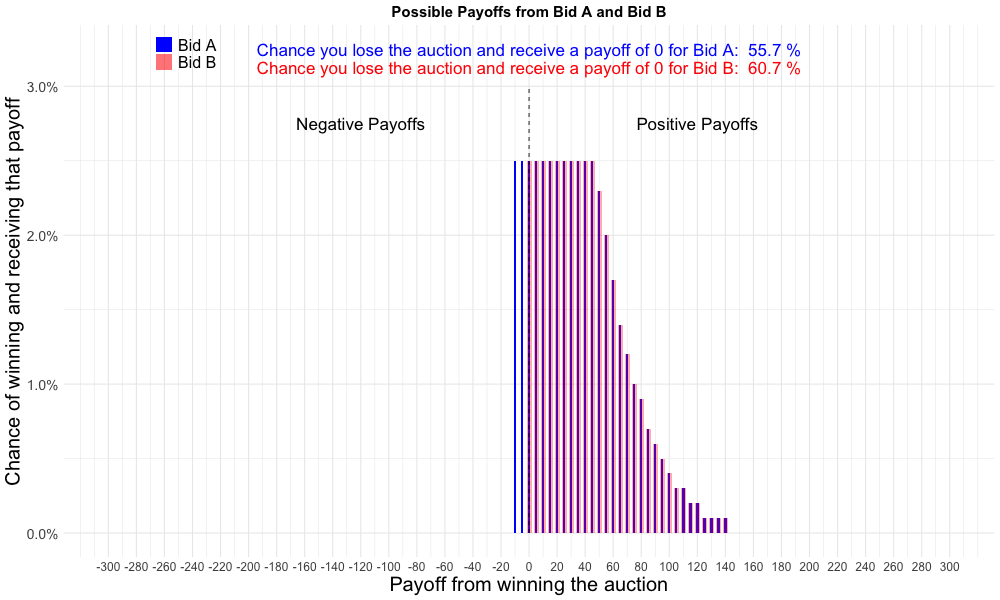 Possible Payoffs from Bid A and Bid B
Bid A
Bid B
Chance you lose the auction and receive a payoff of 0 for Bid A: 55.7 %
Chance you lose the auction and receive a payoff of 0 for Bid B: 60.7 %
Negative Payoffs
Positive Payoffs
Chance of winning and receiving that payoff
3.0%
2.0%
1.0%
0.0%
-300 -280 -260 -240 -220 -200 -180 -160 -140 -120 -100 -80 -60 -40 -20 0 20 40 60 80 100 120 140 160 180 200 220 240 260 280 300
Payoff from winning the auction